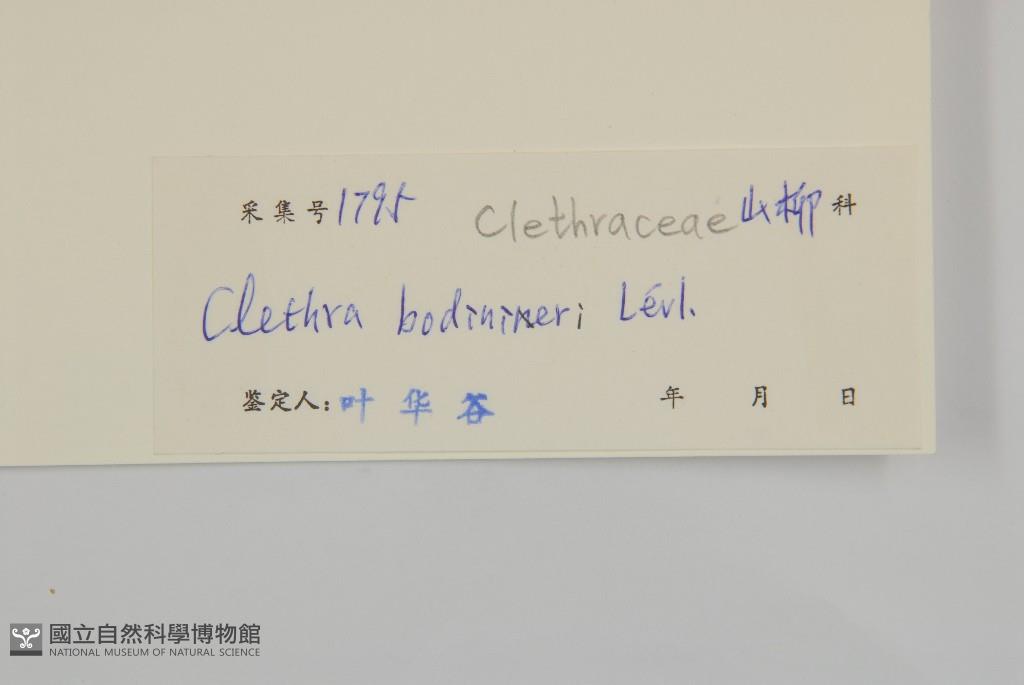 采集号 1795 Clethraceae 山柳 科
Clethra bodinieri Lévl.
鉴定人: 叶华谷 年 月 日
國立自然科學博物館
NATIONAL MUSEUM OF NATURAL SCIENCE